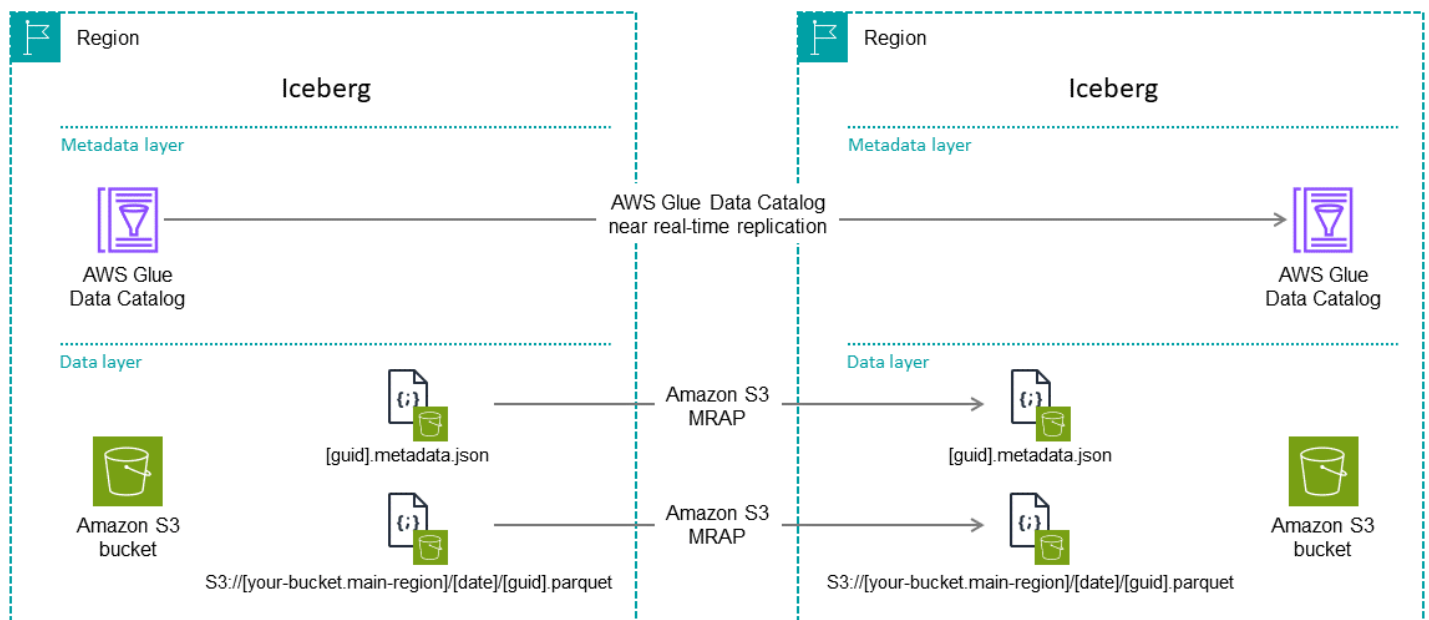 Region
Region
Iceberg
Iceberg
Metadata layer
Metadata layer
AWS Glue Data Catalog
near real-time replication
AWS Glue
Data Catalog
AWS Glue
Data Catalog
Data layer
Data layer
{;}
Amazon S3
MRAP
{;}
[guid].metadata.json
[guid].metadata.json
Amazon S3
bucket
{;}
Amazon S3
MRAP
{;}
Amazon S3
bucket
S3://[your-bucket.main-region]/[date]/[guid].parquet
S3://[your-bucket.main-region]/[date]/[guid].parquet